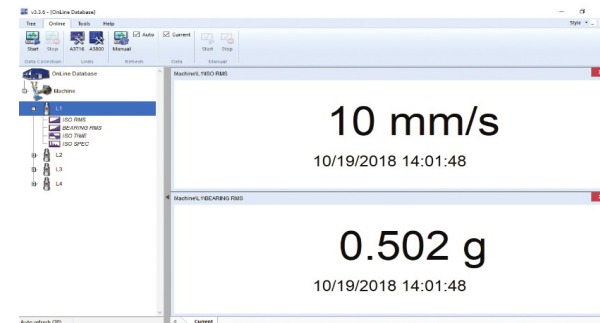 v3.3.6 - [OnLine Database]
Tree Online Tools Help Style
Start Stop A3716 A3800 Manual Auto Current Start Stop
Data Collection Units Refresh Data Manual
OnLine Database
Machine
L1
ISO RMS
BEARING RMS
ISO TIME
ISO SPEC
L2
L3
L4
Machine\L1\ISO RMS
10 mm/s
10/19/2018 14:01:48
Machine\L1\BEARING RMS
0.502 g
10/19/2018 14:01:48
Auto refresh
Current